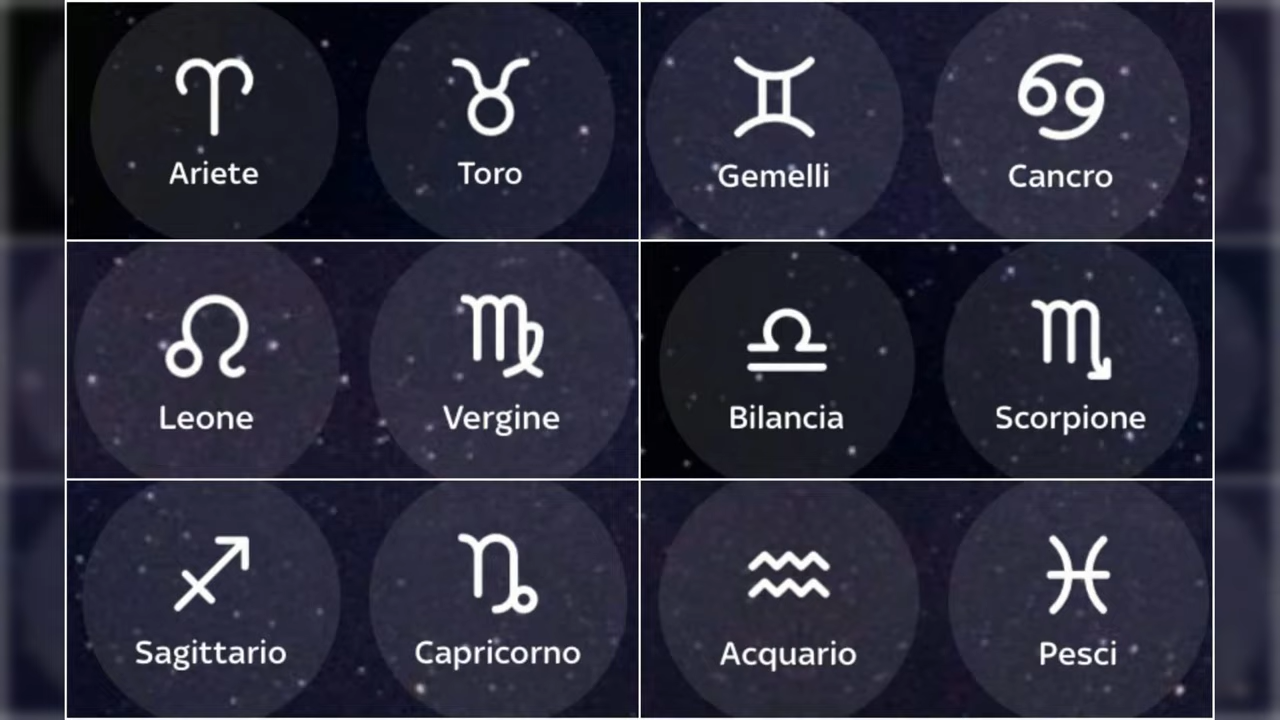 Ariete
Toro
Gemelli
Cancro
Leone
Vergine
Bilancia
Scorpione
Sagittario
Capricorno
Acquario
Pesci